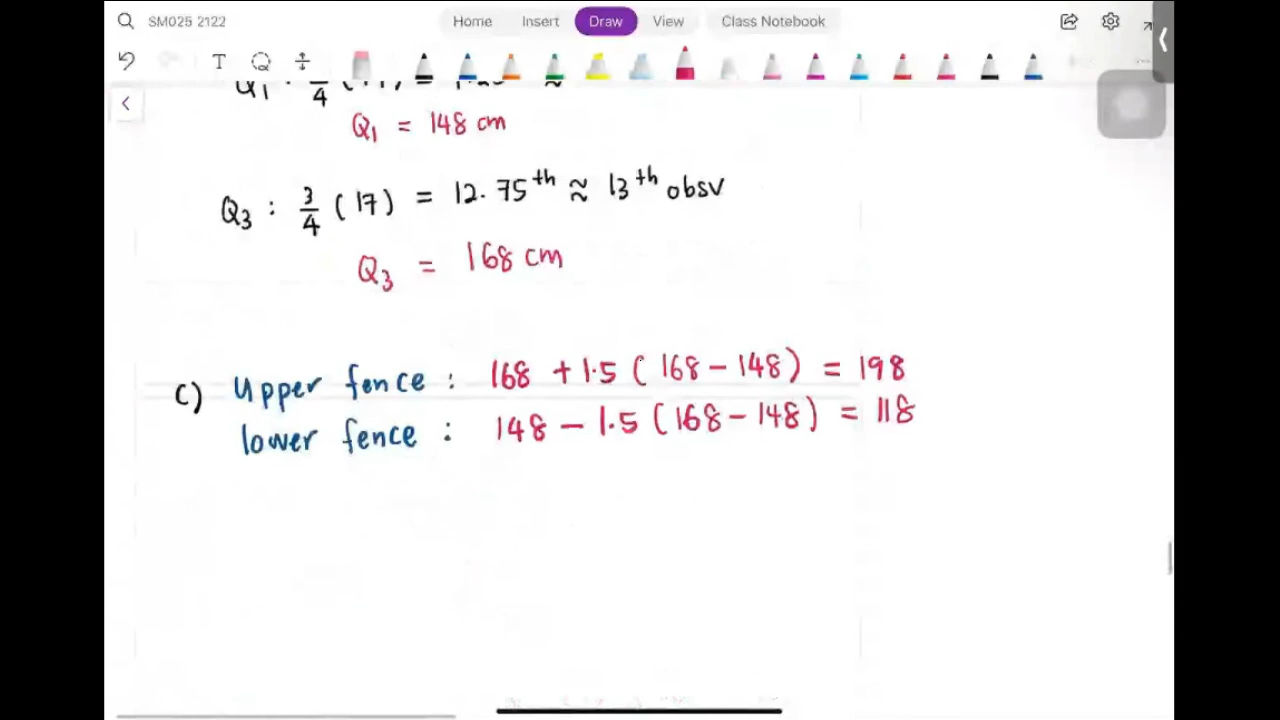 SM025 2122
Home Insert Draw View Class Notebook
Q₁ = 148 cm
Q₃ : 3/4 (17) = 12.75ᵗʰ ≈ 13ᵗʰ obsv
Q₃ = 168 cm
c) Upper fence : 168 + 1.5 (168 – 148) = 198
lower fence : 148 – 1.5 (168 – 148) = 118